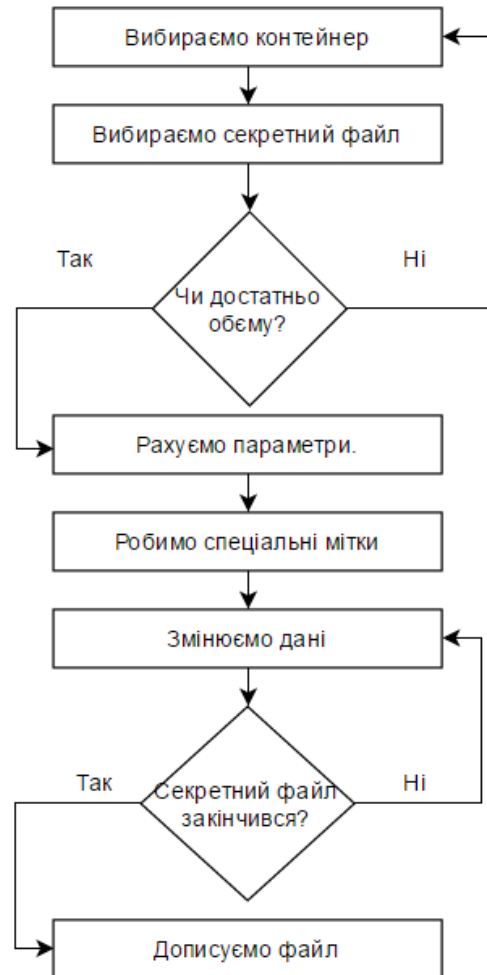 Вибираємо контейнер
Вибираємо секретний файл
Так
Ні
Чи достатньо
обєму?
Рахуємо параметри.
Робимо спеціальні мітки
Змінюємо дані
Так
Ні
Секретний файл
закінчився?
Дописуємо файл